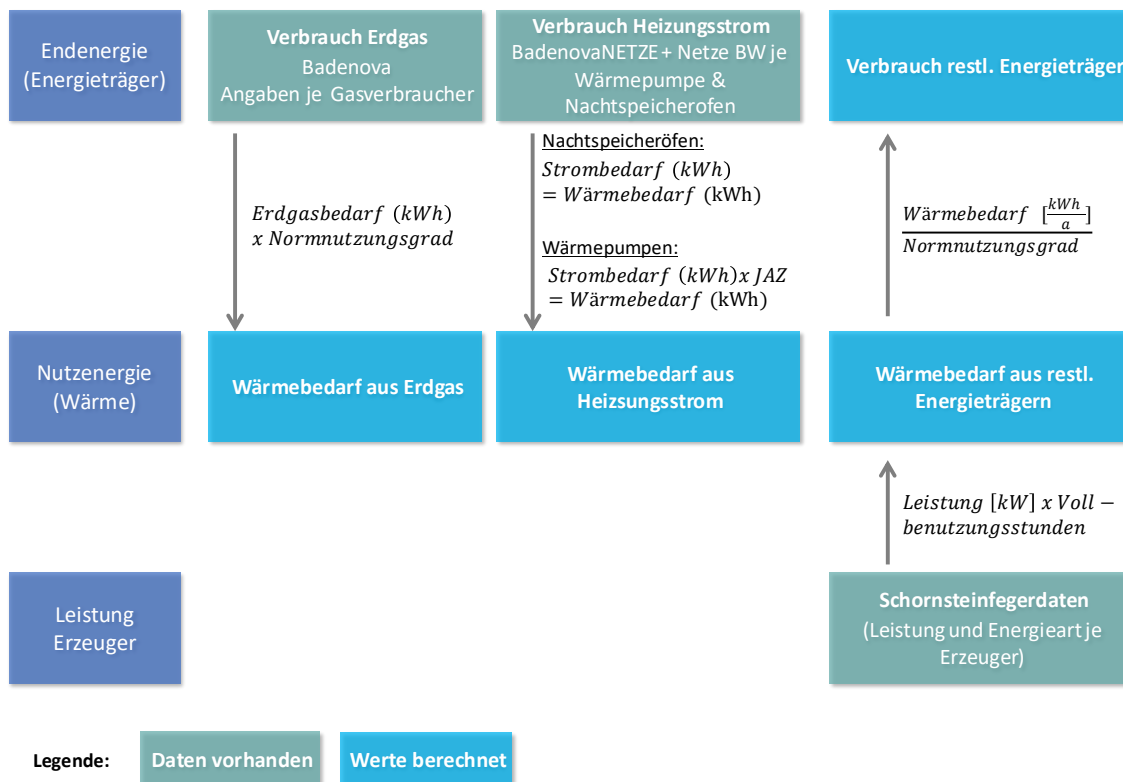 Endenergie
(Energieträger)
Verbrauch Erdgas
Badenova
Angaben je Gasverbraucher
Verbrauch Heizungsstrom
BadenovaNETZE + Netze BW je
Wärmepumpe &
Nachtspeicherofen
Verbrauch restl. Energieträger
Erdgasbedarf (kWh)
x Normnutzungsgrad
Nachtspeicheröfen:
Strombedarf (kWh)
= Wärmebedarf (kWh)
Wärmepumpen:
Strombedarf (kWh)x JAZ
= Wärmebedarf (kWh)
Wärmebedarf [kWh/a]
Normnutzungsgrad
Nutzenergie
(Wärme)
Wärmebedarf aus Erdgas
Wärmebedarf aus
Heizsungsstrom
Wärmebedarf aus restl.
Energieträgern
Leistung [kW] x Voll −
benutzungsstunden
Leistung
Erzeuger
Schornsteinfegerdaten
(Leistung und Energieart je
Erzeuger)
Legende:
Daten vorhanden
Werte berechnet